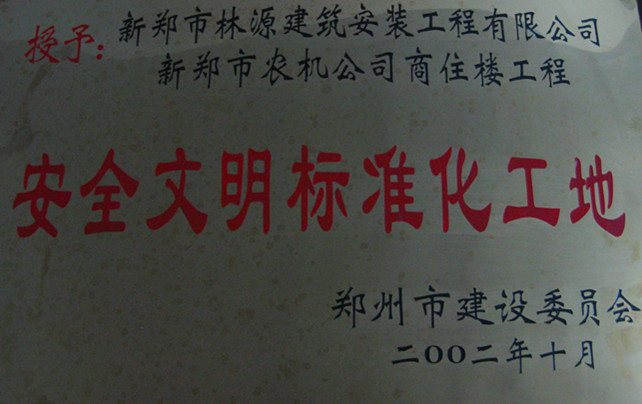 授予：新郑市林源建筑安装工程有限公司
新郑市农机公司商住楼工程
安全文明标准化工地
郑州市建设委员会
二OO二年十月